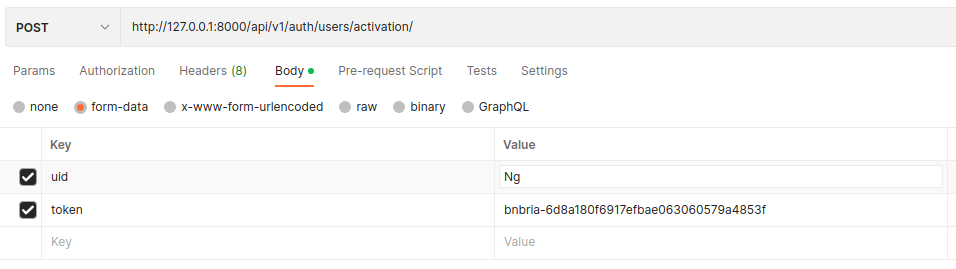 POST http://127.0.0.1:8000/api/v1/auth/users/activation/
Params Authorization Headers (8) Body Pre-request Script Tests Settings
none form-data x-www-form-urlencoded raw binary GraphQL
Key Value
uid Ng
token bnbria-6d8a180f6917efbae063060579a4853f
Key Value